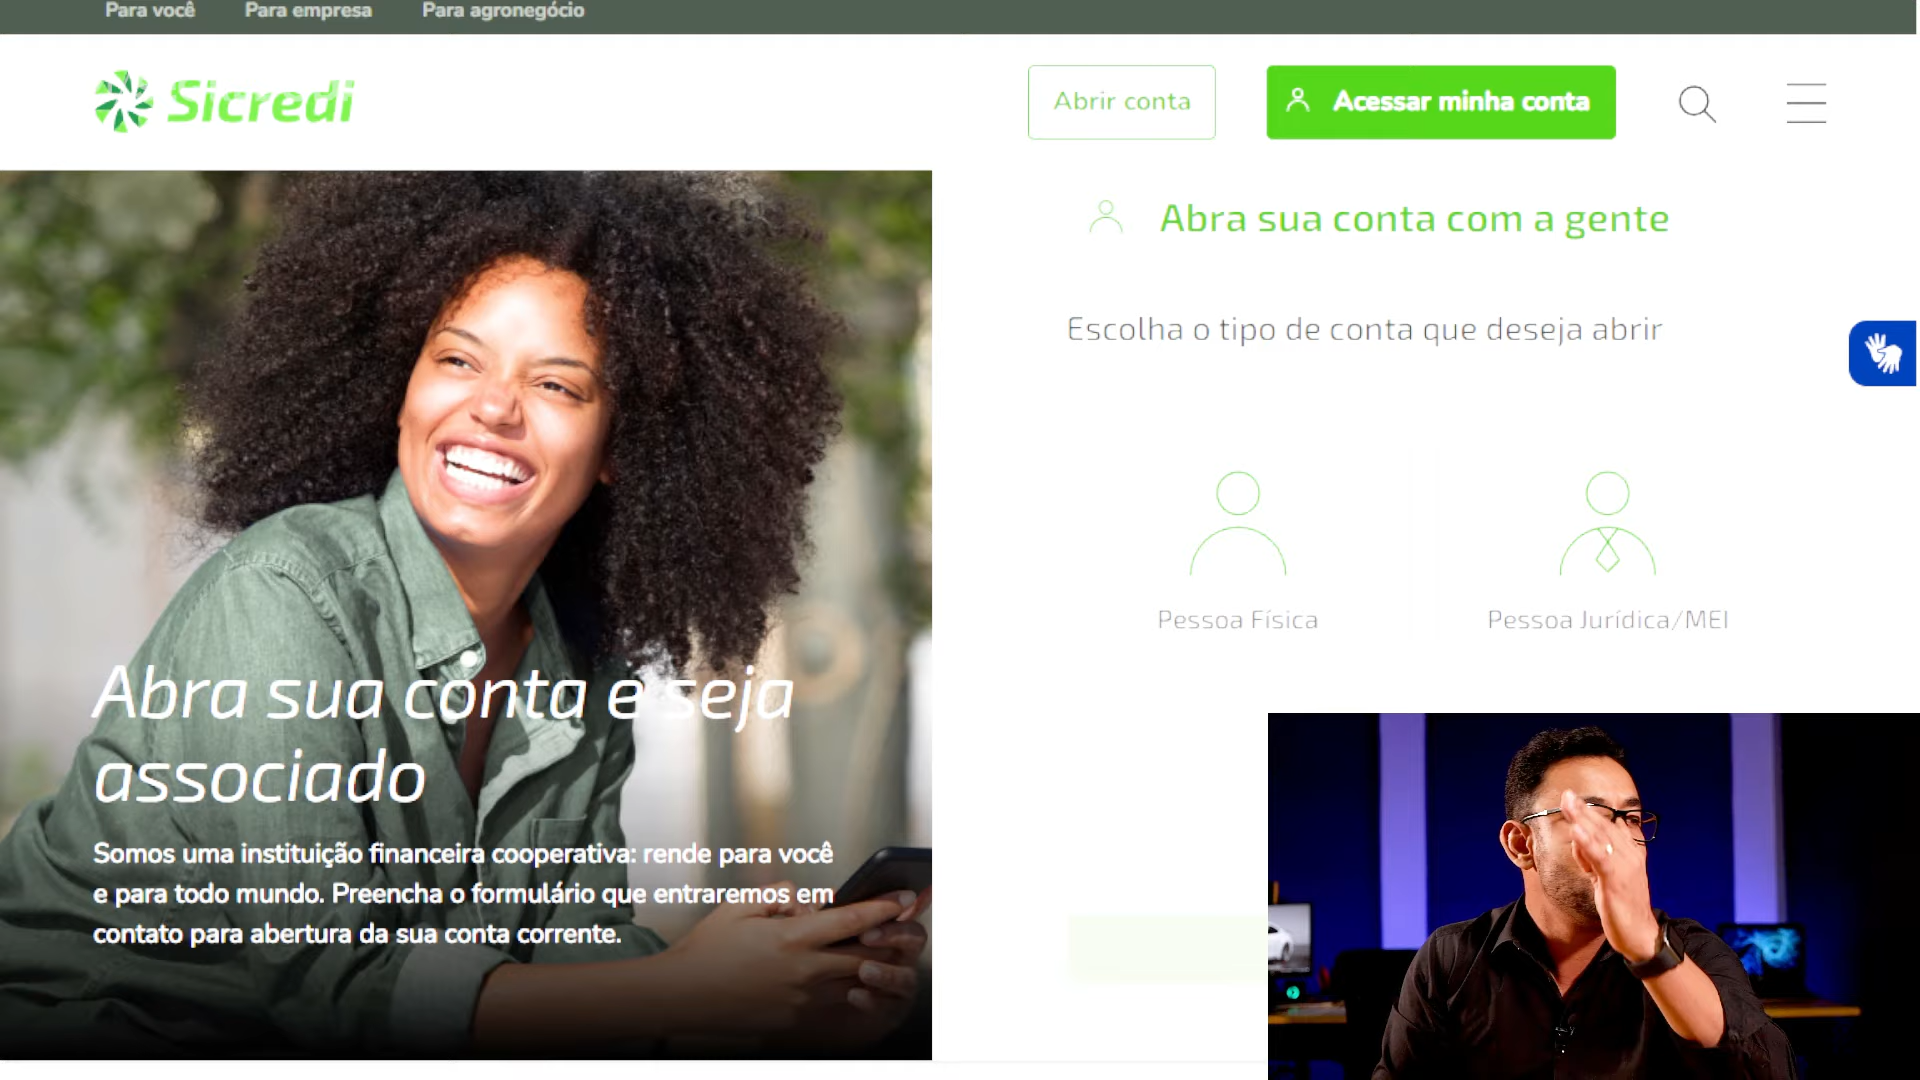 Para você Para empresa Para agronegócio
Sicredi
Abrir conta
Acessar minha conta
Abra sua conta com a gente
Escolha o tipo de conta que deseja abrir
Pessoa Física
Pessoa Jurídica/MEI
Abra sua conta e seja
associado
Somos uma instituição financeira cooperativa: rende para você
e para todo mundo. Preencha o formulário que entraremos em
contato para abertura da sua conta corrente.